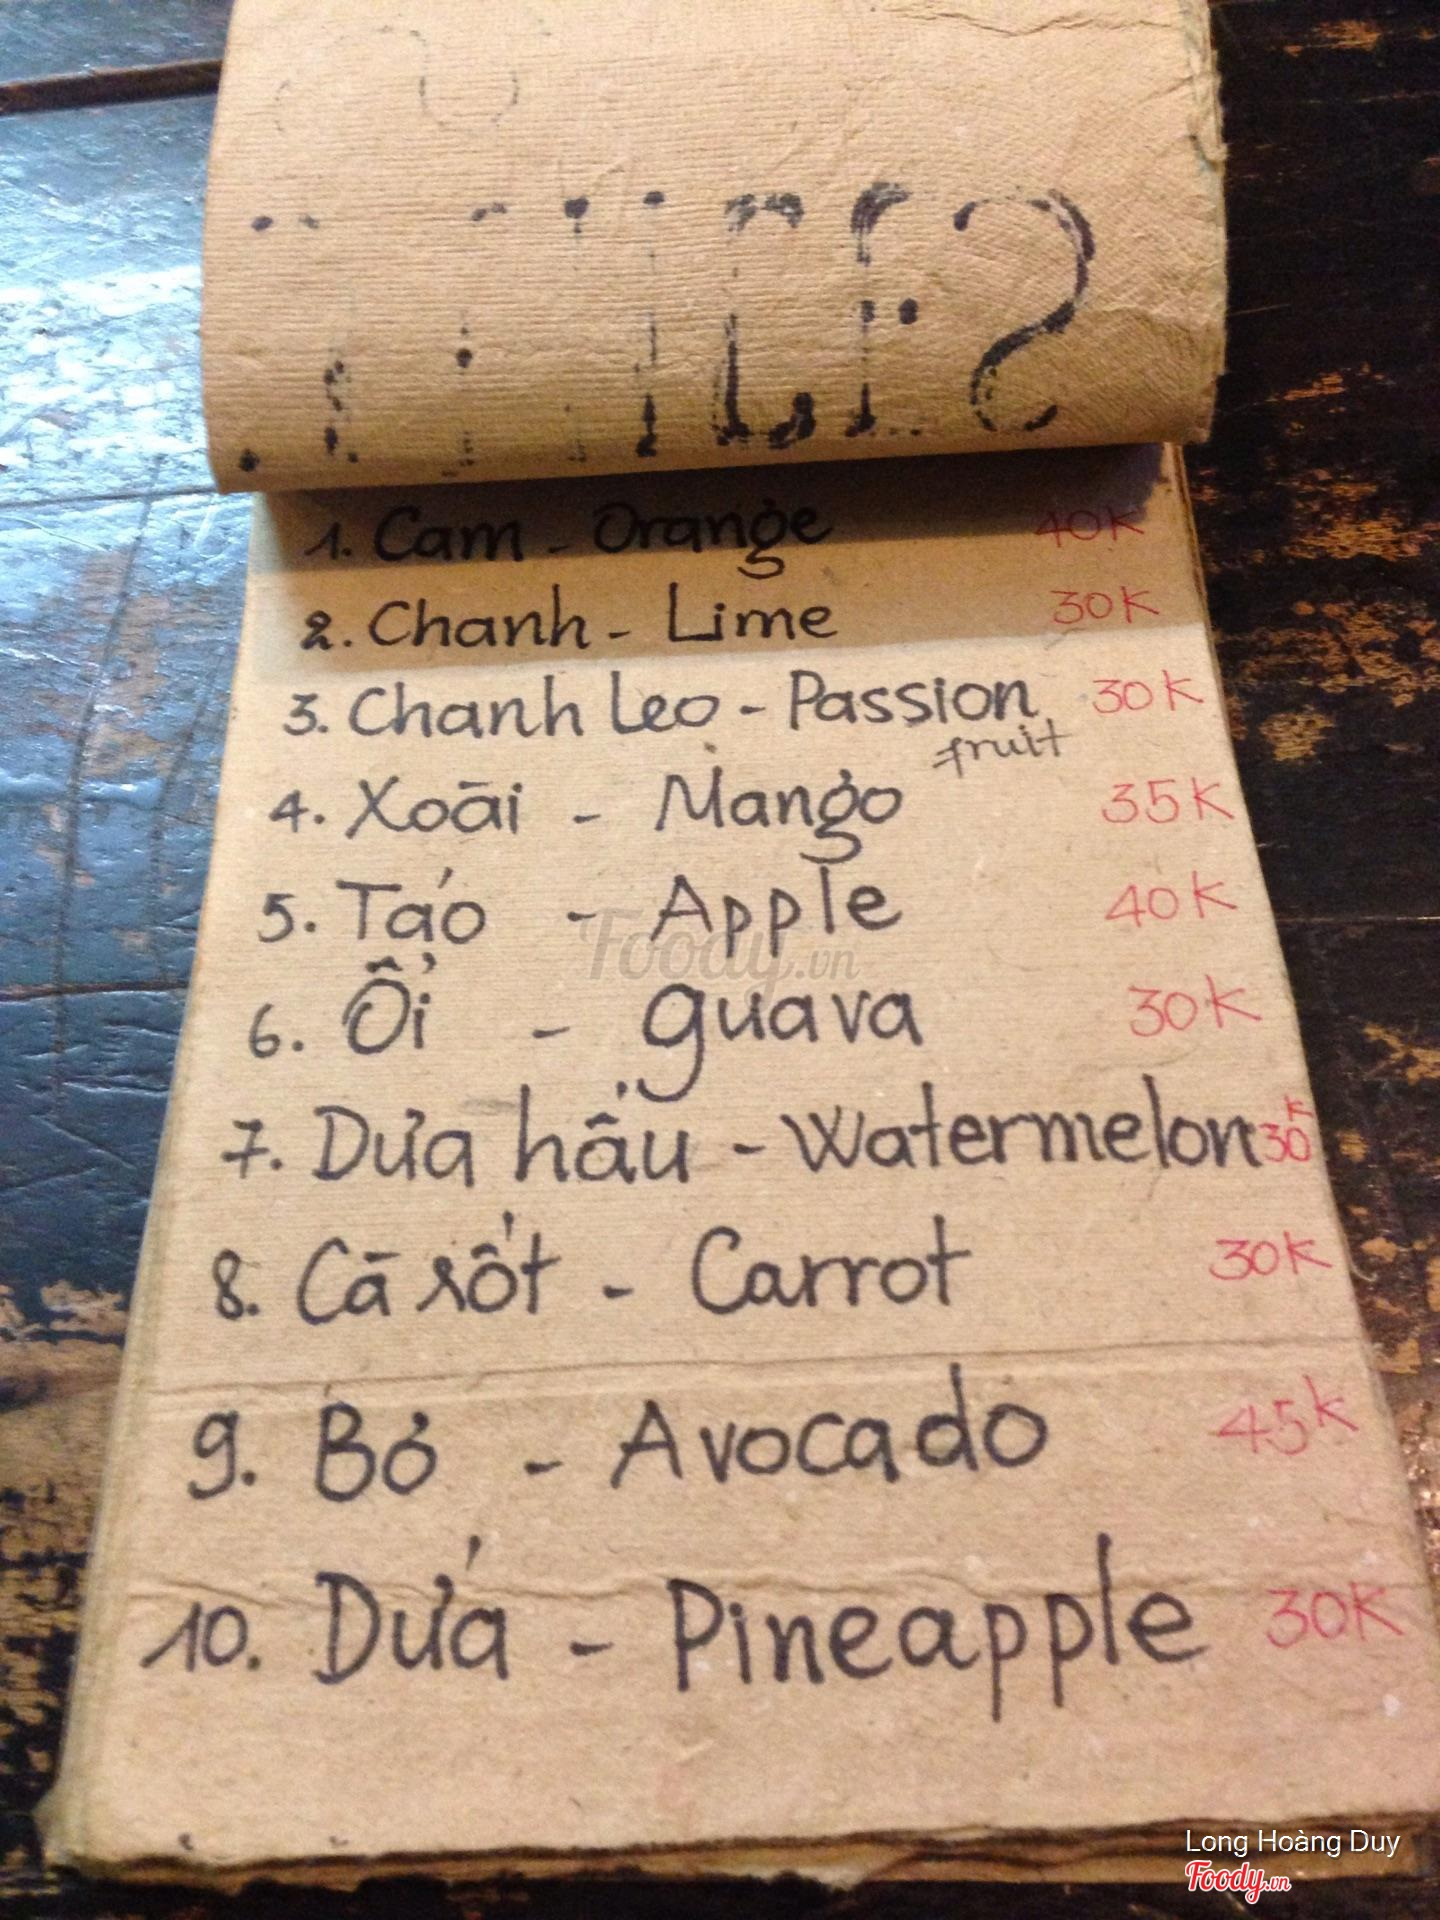 1. Cam - Orange 40K
2. Chanh - Lime 30K
3. Chanh leo - Passion fruit 30K
4. Xoài - Mango 35K
5. Táo - Apple 40K
6. Ổi - guava 30K
7. Dưa hấu - Watermelon 30K
8. Cà rốt - Carrot 30K
9. Bơ - Avocado 45K
10. Dứa - Pineapple 30K
Foody.vn
Long Hoàng Duy
Foody.vn